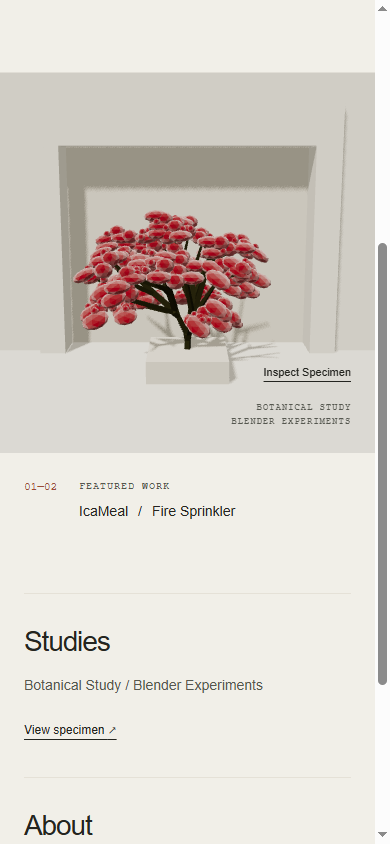 Inspect Specimen
BOTANICAL STUDY
BLENDER EXPERIMENTS
01—02 FEATURED WORK
IcaMeal / Fire Sprinkler
Studies
Botanical Study / Blender Experiments
View specimen ↗
About